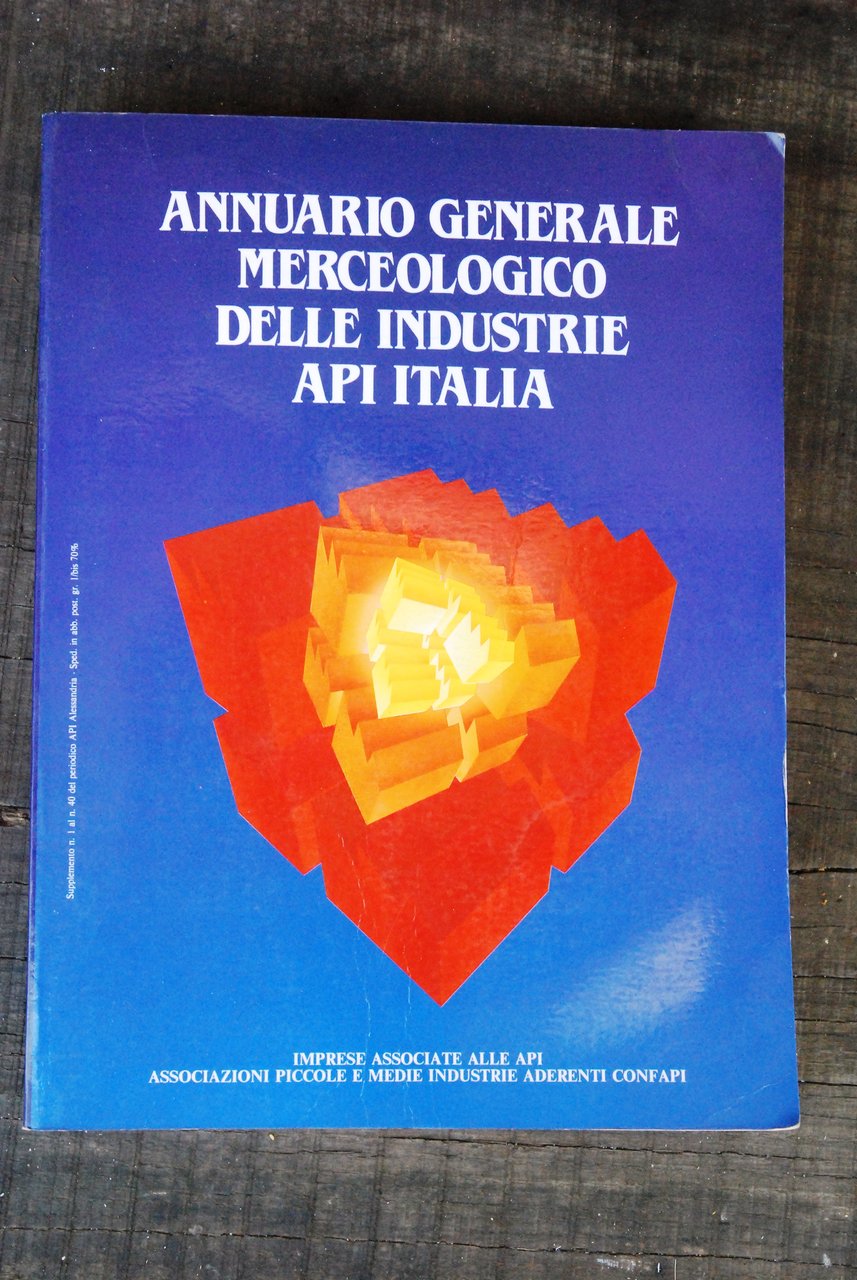 ANNUARIO GENERALE
MERCEOLOGICO
DELLE INDUSTRIE
API ITALIA
Supplemento n. 1 al n. 40 del periodico API Alessandria - Sped. in abb. post. gr. 1/bis 70%
IMPRESE ASSOCIATE ALLE API
ASSOCIAZIONI PICCOLE E MEDIE INDUSTRIE ADERENTI CONFAPI